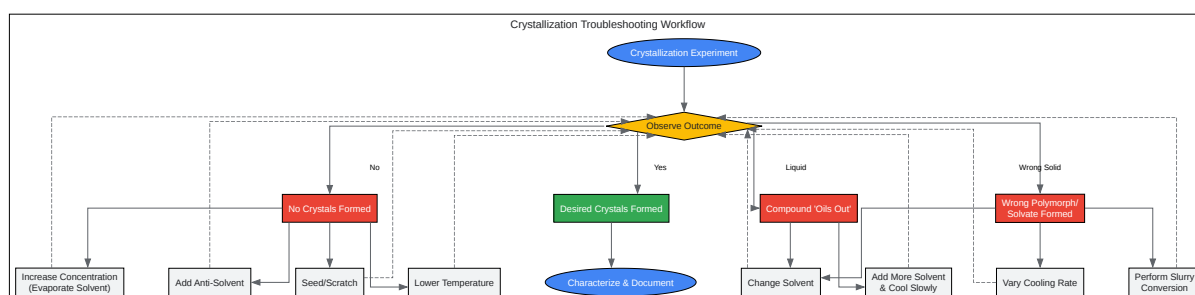 Crystallization Troubleshooting Workflow
Crystallization Experiment
Observe Outcome
No
Yes
Liquid
Wrong Solid
No Crystals Formed
Desired Crystals Formed
Compound 'Oils Out'
Wrong Polymorph/
Solvate Formed
Increase Concentration
(Evaporate Solvent)
Add Anti-Solvent
Seed/Scratch
Lower Temperature
Characterize & Document
Change Solvent
Add More Solvent
& Cool Slowly
Vary Cooling Rate
Perform Slurry
Conversion